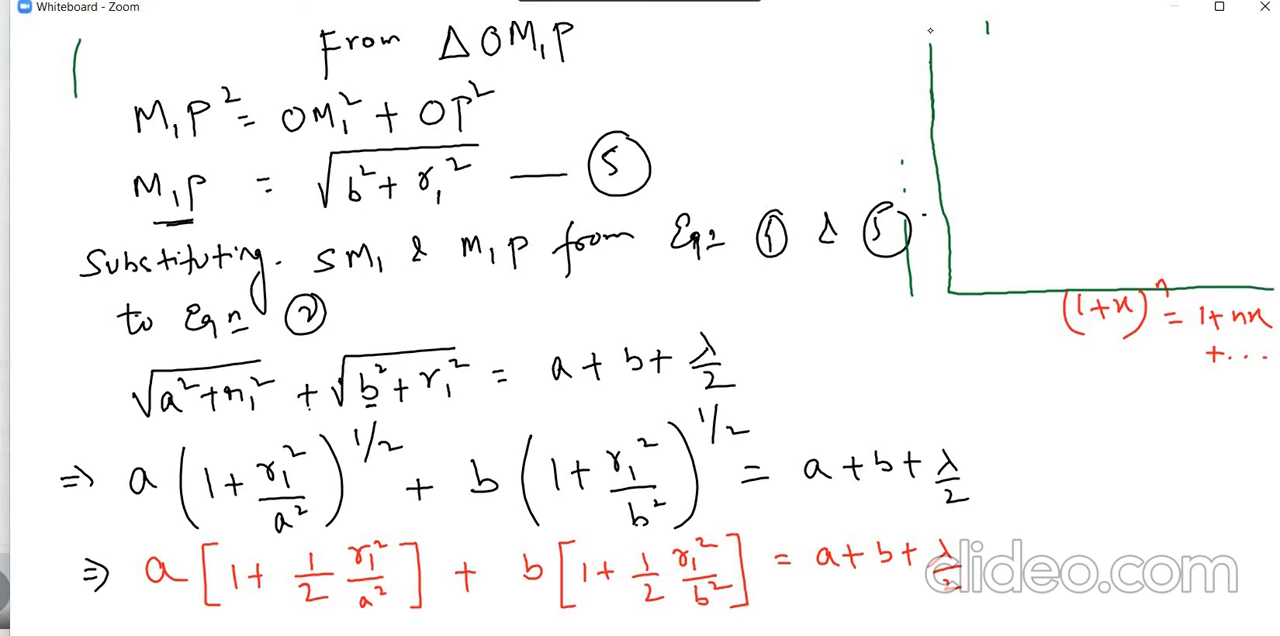 Whiteboard - Zoom
From △OM₁P
M₁P² = OM₁² + OP²
M₁P = √(b² + r₁²) — ⑤
Substituting. SM₁ & M₁P from Eqn ① & ⑤
to Eqn ②
√(a² + r₁²) + √(b² + r₁²) = a + b + λ/2
⇒ a(1 + r₁²/a²)^1/2 + b(1 + r₁²/b²)^1/2 = a + b + λ/2
⇒ a[1 + 1/2 r₁²/a²] + b[1 + 1/2 r₁²/b²] = a + b + λ/2
(1+x)ⁿ = 1 + nx
+ ...
clideo.com